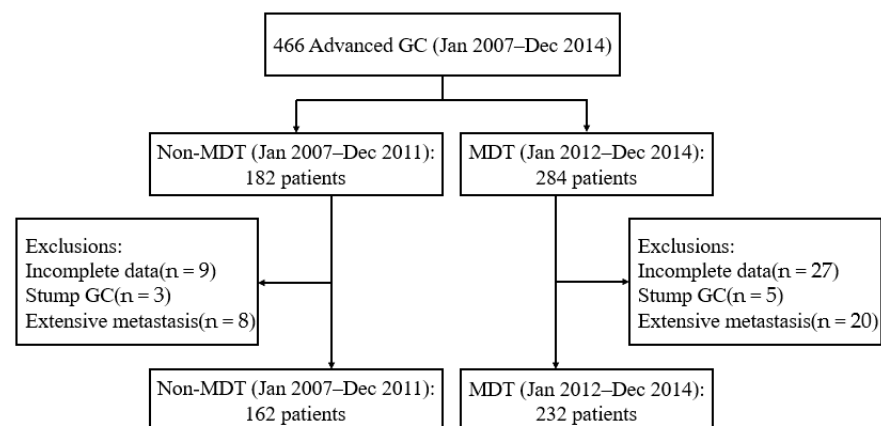 466 Advanced GC (Jan 2007–Dec 2014)
Non-MDT (Jan 2007–Dec 2011):
182 patients
MDT (Jan 2012–Dec 2014):
284 patients
Exclusions:
Incomplete data(n = 9)
Stump GC(n = 3)
Extensive metastasis(n = 8)
Exclusions:
Incomplete data(n = 27)
Stump GC(n = 5)
Extensive metastasis(n = 20)
Non-MDT (Jan 2007–Dec 2011):
162 patients
MDT (Jan 2012–Dec 2014):
232 patients